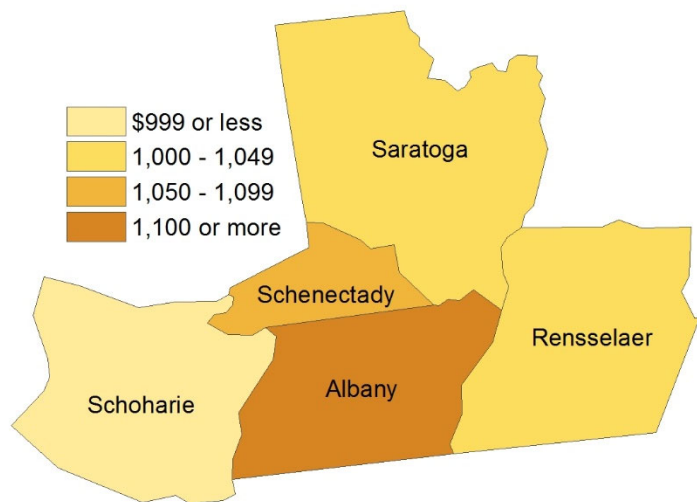 $999 or less
1,000 - 1,049
1,050 - 1,099
1,100 or more
Saratoga
Schenectady
Rensselaer
Albany
Schoharie